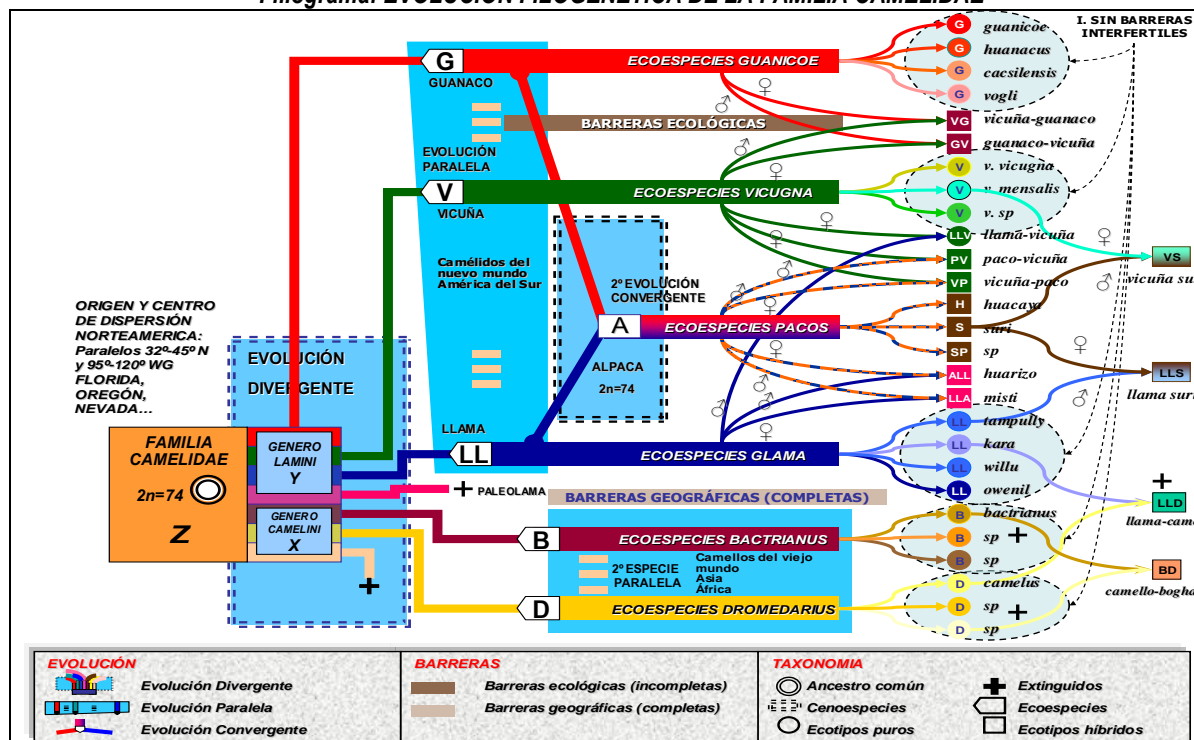 Filograma: EVOLUCIÓN FILOGENÉTICA DE LA FAMILIA CAMELIDAE
I. SIN BARRERAS
INTERFERTILES
G
GUANACO
ECOESPECIES GUANICOE
G guanicoe
G huanacus
G cacsilensis
G vogli
BARRERAS ECOLÓGICAS
VG vicuña-guanaco
GV guanaco-vicuña
EVOLUCIÓN
PARALELA
V
VICUÑA
ECOESPECIES VICUGNA
V v. vicugna
V v. mensalis
V v. sp
Camélidos del
nuevo mundo
América del Sur
LLV llama-vicuña
PV paco-vicuña
VP vicuña-paco
VS
vicuña su
2º EVOLUCIÓN
CONVERGENTE
A
ECOESPECIES PACOS
ALPACA
2n=74
H huacaya
S suri
SP sp
ALL huarizo
LLA misti
LLS
llama suri
ORIGEN Y CENTRO
DE DISPERSIÓN
NORTEAMERICA:
Paralelos 32º-45º N
y 95º-120º WG
FLORIDA,
OREGÓN,
NEVADA...
EVOLUCIÓN
DIVERGENTE
LLAMA
LL
ECOESPECIES GLAMA
LL tampully
LL kara
LL willu
LL owenil
FAMILIA
CAMELIDAE
2n=74
Z
GENERO
LAMINI
Y
GENERO
CAMELINI
X
PALEOLAMA
BARRERAS GEOGRÁFICAS (COMPLETAS)
LLD
llama-came
B
ECOESPECIES BACTRIANUS
B bactrianus
B sp
B sp
2º ESPECIE
PARALELA
Camellos del viejo
mundo
Asia
África
BD
camello-bogha
D
ECOESPECIES DROMEDARIUS
D camelus
D sp
D sp
EVOLUCIÓN
Evolución Divergente
Evolución Paralela
Evolución Convergente
BARRERAS
Barreras ecológicas (incompletas)
Barreras geográficas (completas)
TAXONOMIA
Ancestro común
Cenoespecies
Ecotipos puros
Extinguidos
Ecoespecies
Ecotipos híbridos